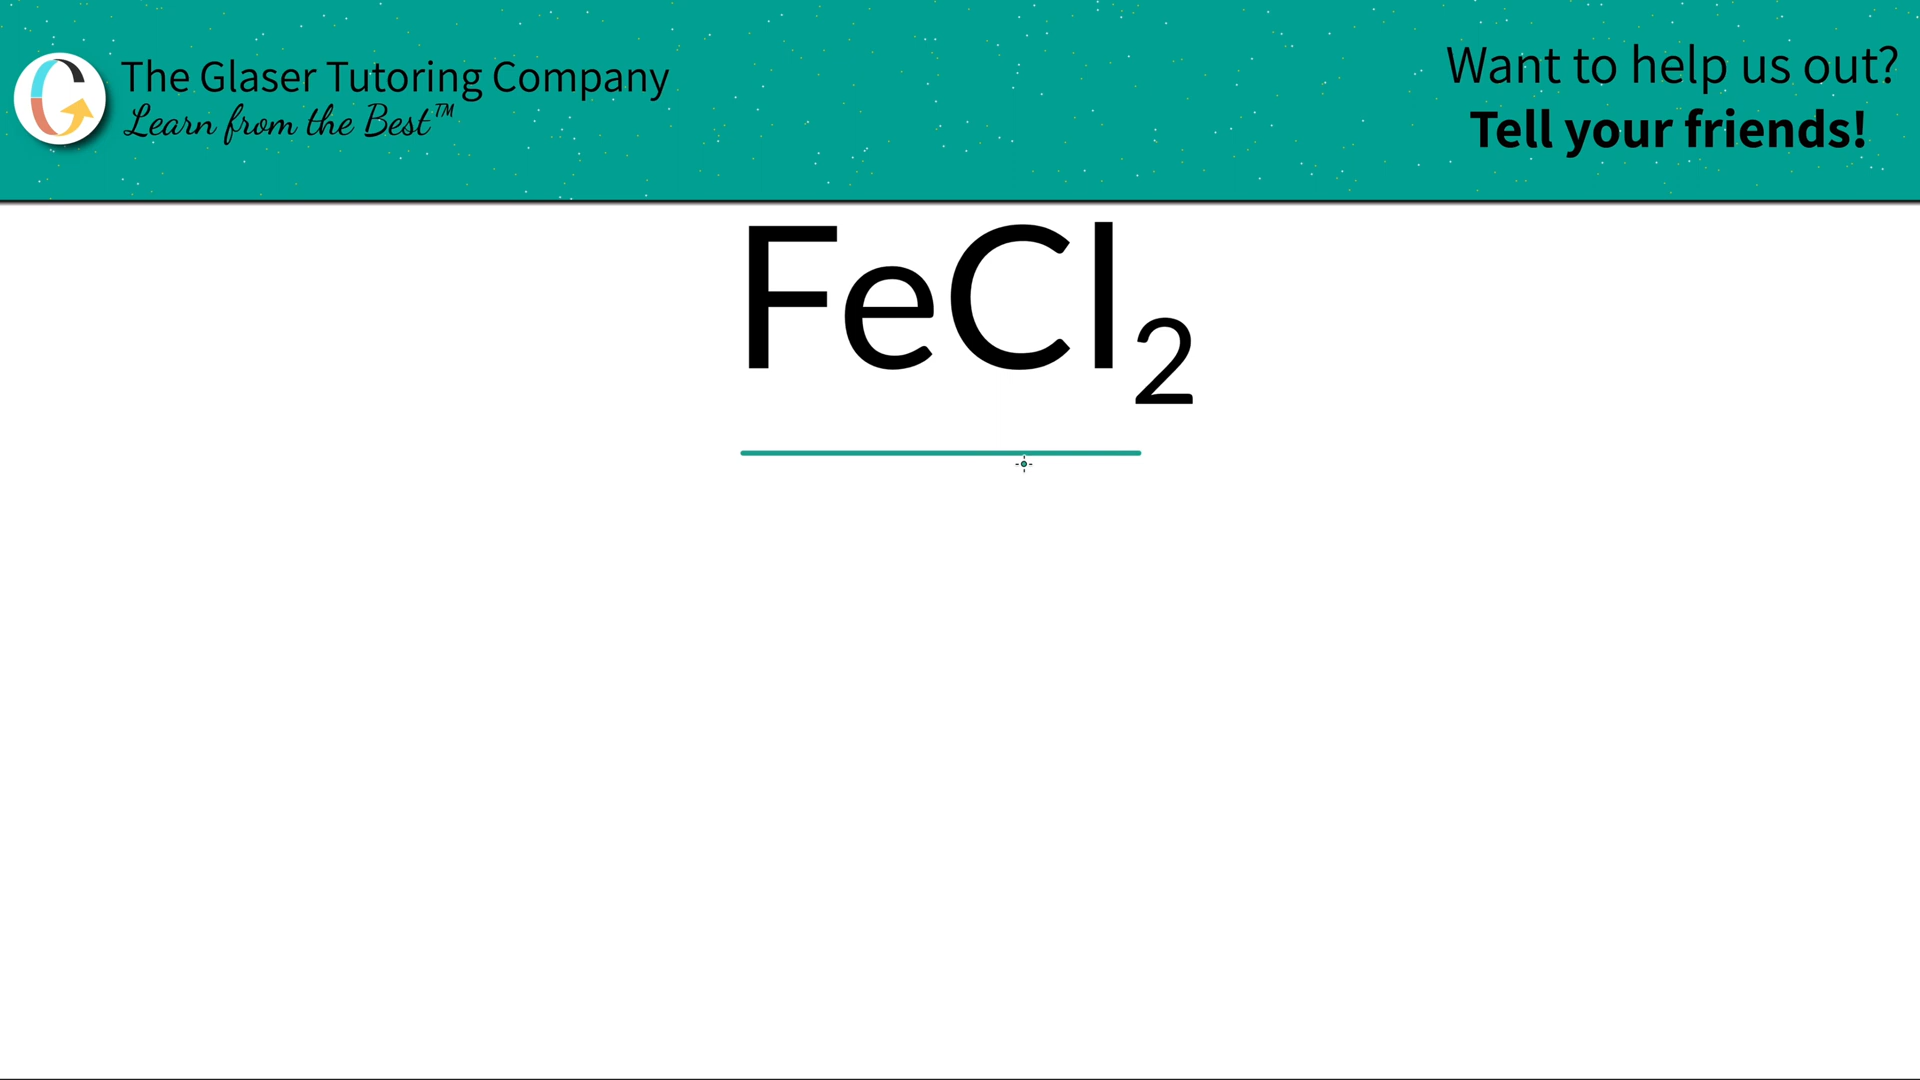 The Glaser Tutoring Company
Learn from the Best™
Want to help us out?
Tell your friends!
FeCl₂